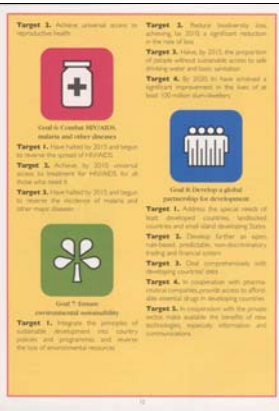 Target 2. Achieve universal access to
reproductive health
Goal 6: Combat HIV/AIDS
malaria and other diseases
Target 1. Have halted by 2015 and begun
to reverse the spread of HIV/AIDS
Target 2. Achieve, by 2010, universal
access to treatment for HIV/AIDS for all
those who need it
Target 3. Have halted by 2015 and begun
to reverse the incidence of malaria and
other major diseases
Goal 7: Ensure
environmental sustainability
Target 1. Integrate the principles of
sustainable development into country
policies and programmes and reverse
the loss of environmental resources
Target 2. Reduce biodiversity loss,
achieving, by 2010, a significant reduction
in the rate of loss
Target 3. Halve, by 2015, the proportion
of people without sustainable access to safe
drinking water and basic sanitation
Target 4. By 2020, to have achieved a
significant improvement in the lives of at
least 100 million slum-dwellers
Goal 8: Develop a global
partnership for development
Target 1. Address the special needs of
least developed countries, landlocked
countries and small island developing States
Target 2. Develop further an open,
rule-based, predictable, non-discriminatory
trading and financial system
Target 3. Deal comprehensively with
developing countries' debt
Target 4. In cooperation with pharma-
ceutical companies, provide access to afford-
able essential drugs in developing countries
Target 5. In cooperation with the private
sector, make available the benefits of new
technologies, especially information and
communications